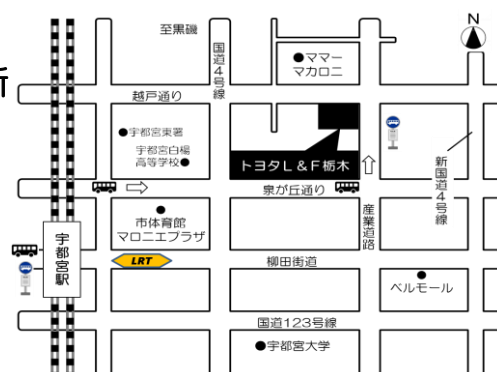 所
至黒磯
国道4号線
N
ママー
マカロニ
越戸通り
宇都宮東署
宇都宮白楊
高等学校
トヨタL&F栃木
新国道4号線
泉が丘通り
産業道路
市体育館
マロニエプラザ
宇都宮駅
LRT
柳田街道
ベルモール
国道123号線
宇都宮大学